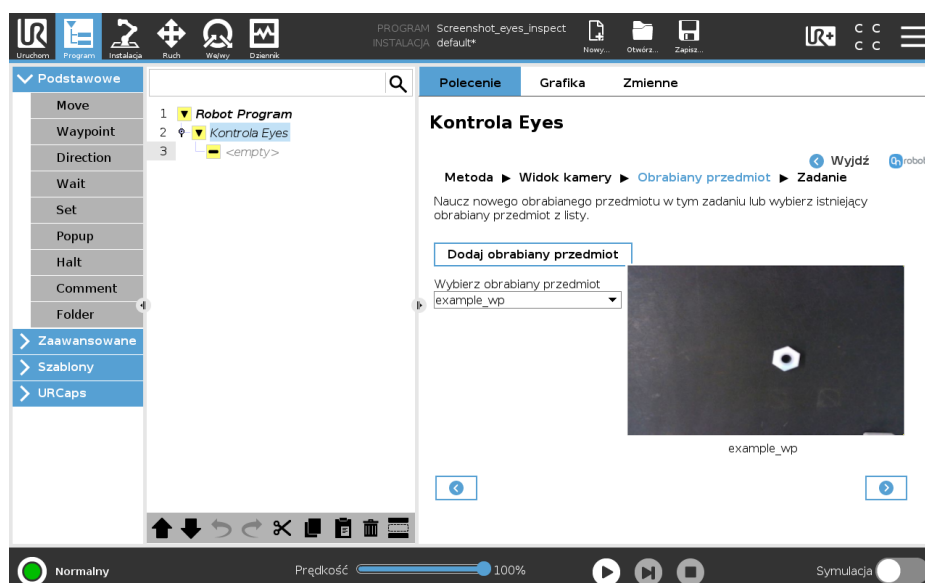 PROGRAM Screenshot_eyes_inspect
INSTALACJA default*
Uruchom Program Instalacja Ruch We/wy Dziennik Nowy... Otwórz... Zapisz...
UR+
C C
C C
Podstawowe
Move
Waypoint
Direction
Wait
Set
Popup
Halt
Comment
Folder
Zaawansowane
Szablony
URCaps
1 Robot Program
2 Kontrola Eyes
3 <empty>
Polecenie Grafika Zmienne
Kontrola Eyes
Wyjdź
Metoda ▶ Widok kamery ▶ Obrabiany przedmiot ▶ Zadanie
Naucz nowego obrabianego przedmiotu w tym zadaniu lub wybierz istniejący
obrabiany przedmiot z listy.
Dodaj obrabiany przedmiot
Wybierz obrabiany przedmiot
example_wp
example_wp
Normalny
Prędkość 100%
Symulacja